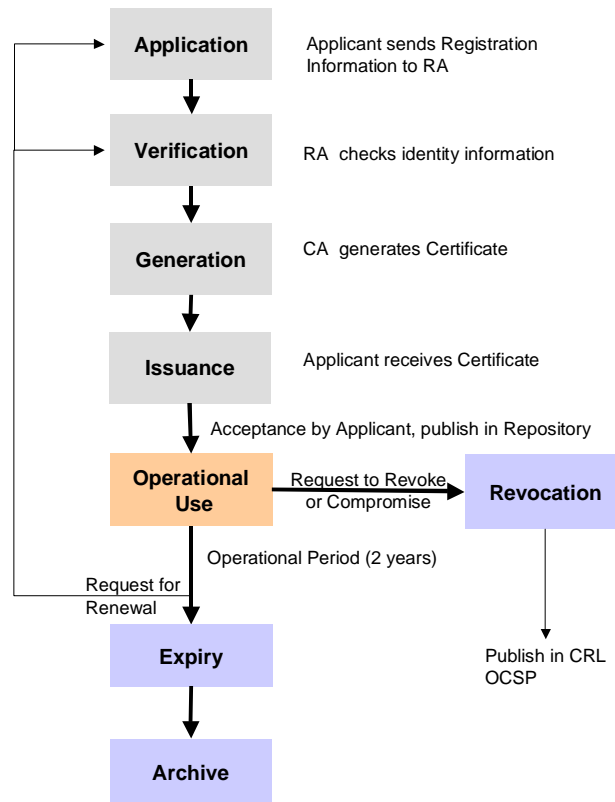 Application
Applicant sends Registration
Information to RA
Verification
RA checks identity information
Generation
CA generates Certificate
Issuance
Applicant receives Certificate
Acceptance by Applicant, publish in Repository
Operational
Use
Request to Revoke
or Compromise
Revocation
Operational Period (2 years)
Request for
Renewal
Expiry
Publish in CRL
OCSP
Archive